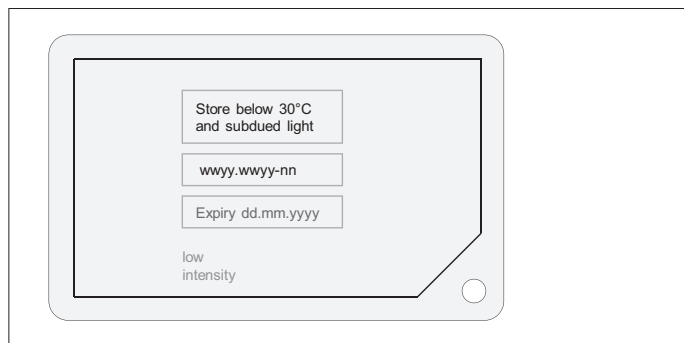 Store below 30°C
and subdued light
wwyy.wwyy-nn
Expiry dd.mm.yyyy
low
intensity